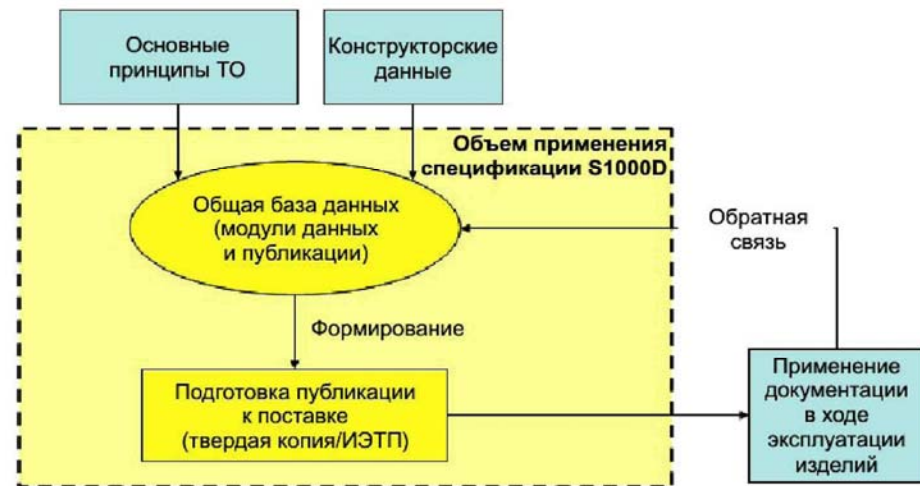 Основные
принципы ТО
Конструкторские
данные
Объем применения
спецификации S1000D
Общая база данных
(модули данных
и публикации)
Обратная
связь
Формирование
Подготовка публикации
к поставке
(твердая копия/ИЭТП)
Применение
документации
в ходе
эксплуатации
изделий